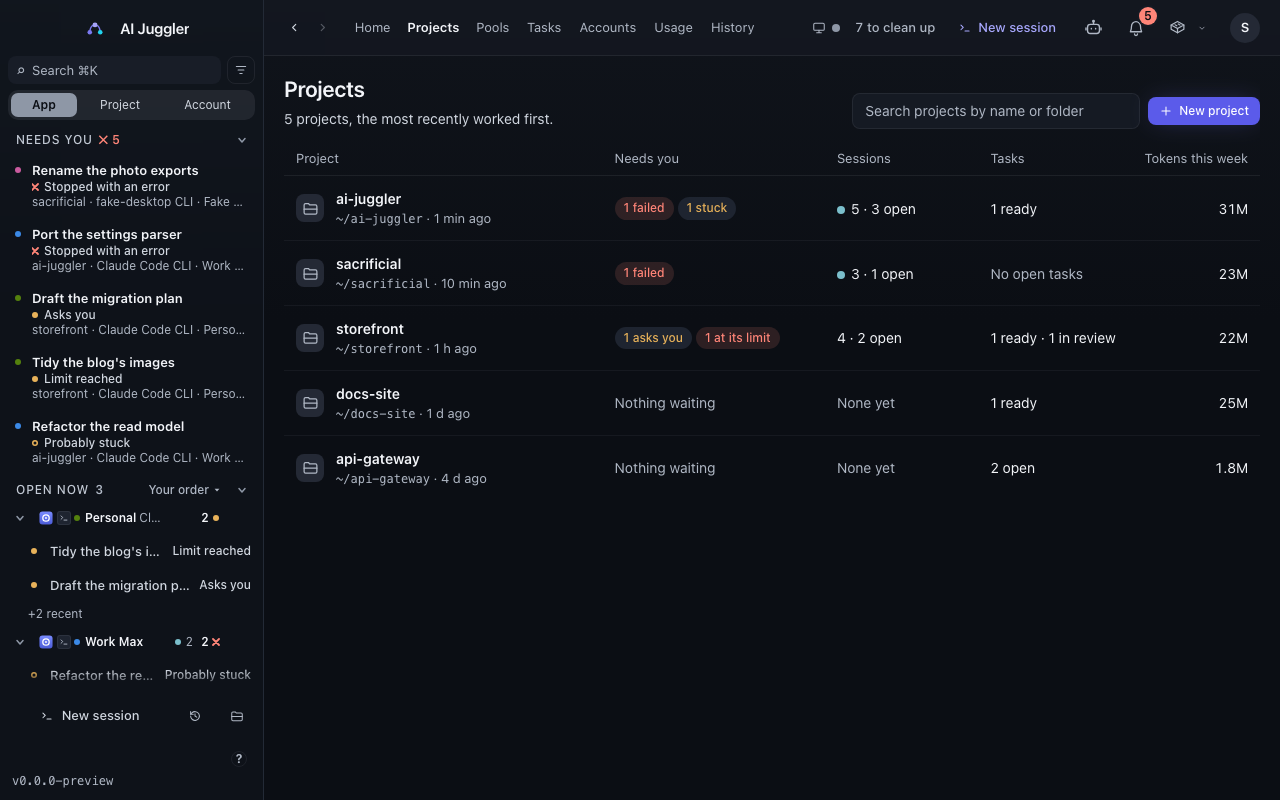 AI Juggler
Search ⌘K
App Project Account
NEEDS YOU 5
Rename the photo exports
Stopped with an error
sacrificial · fake-desktop CLI · Fake ...
Port the settings parser
Stopped with an error
ai-juggler · Claude Code CLI · Work ...
Draft the migration plan
Asks you
storefront · Claude Code CLI · Perso...
Tidy the blog's images
Limit reached
storefront · Claude Code CLI · Perso...
Refactor the read model
Probably stuck
ai-juggler · Claude Code CLI · Work ...
OPEN NOW 3 Your order
Personal Cl... 2
Tidy the blog's i... Limit reached
Draft the migration p... Asks you
+2 recent
Work Max 2 2
Refactor the re... Probably stuck
New session
?
v0.0.0-preview
Home Projects Pools Tasks Accounts Usage History 7 to clean up New session 5 S
Projects
5 projects, the most recently worked first.
Search projects by name or folder
+ New project
Project Needs you Sessions Tasks Tokens this week
ai-juggler
~/ai-juggler · 1 min ago
1 failed 1 stuck 5 · 3 open 1 ready 31M
sacrificial
~/sacrificial · 10 min ago
1 failed 3 · 1 open No open tasks 23M
storefront
~/storefront · 1 h ago
1 asks you 1 at its limit 4 · 2 open 1 ready · 1 in review 22M
docs-site
~/docs-site · 1 d ago
Nothing waiting None yet 1 ready 25M
api-gateway
~/api-gateway · 4 d ago
Nothing waiting None yet 2 open 1.8M